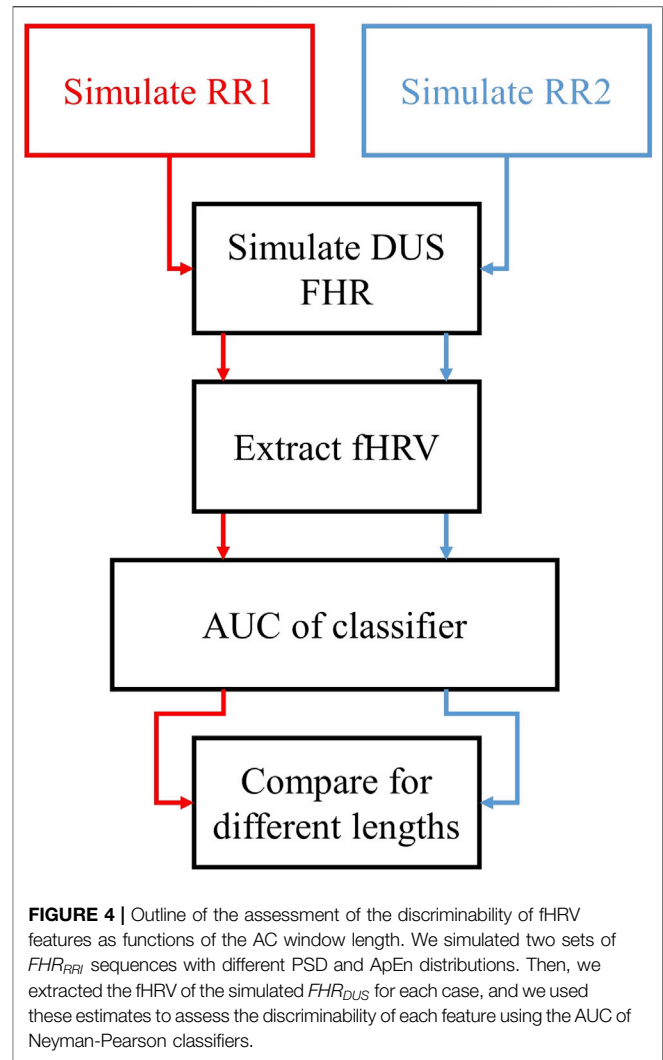 Simulate RR1
Simulate RR2
Simulate DUS
FHR
Extract fHRV
AUC of classifier
Compare for
different lengths
FIGURE 4 | Outline of the assessment of the discriminability of fHRV
features as functions of the AC window length. We simulated two sets of
FHR_RRI sequences with different PSD and ApEn distributions. Then, we
extracted the fHRV of the simulated FHR_DUS for each case, and we used
these estimates to assess the discriminability of each feature using the AUC of
Neyman-Pearson classifiers.